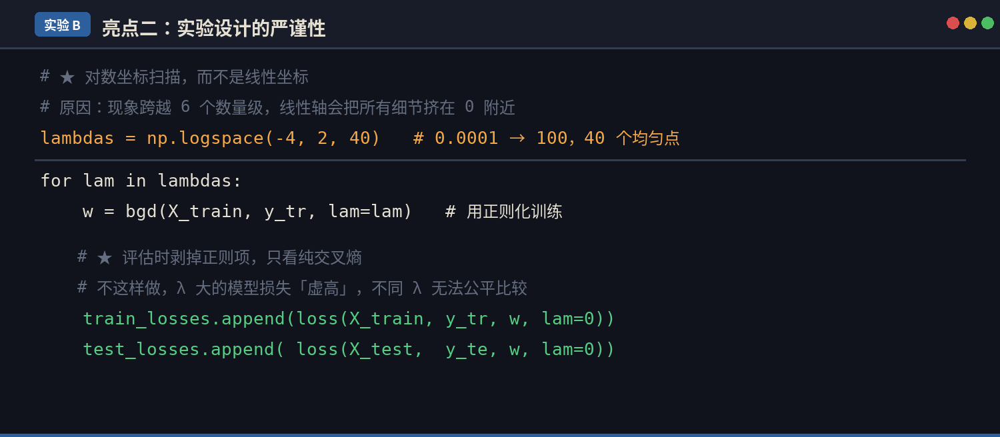 实验 B 亮点二：实验设计的严谨性
# ★ 对数坐标扫描，而不是线性坐标
# 原因：现象跨越 6 个数量级，线性轴会把所有细节挤在 0 附近
lambdas = np.logspace(-4, 2, 40)   # 0.0001 → 100，40 个均匀点
for lam in lambdas:
    w = bgd(X_train, y_tr, lam=lam)   # 用正则化训练
    # ★ 评估时剥掉正则项，只看纯交叉熵
    # 不这样做，λ 大的模型损失「虚高」，不同 λ 无法公平比较
    train_losses.append(loss(X_train, y_tr, w, lam=0))
    test_losses.append( loss(X_test,  y_te, w, lam=0))